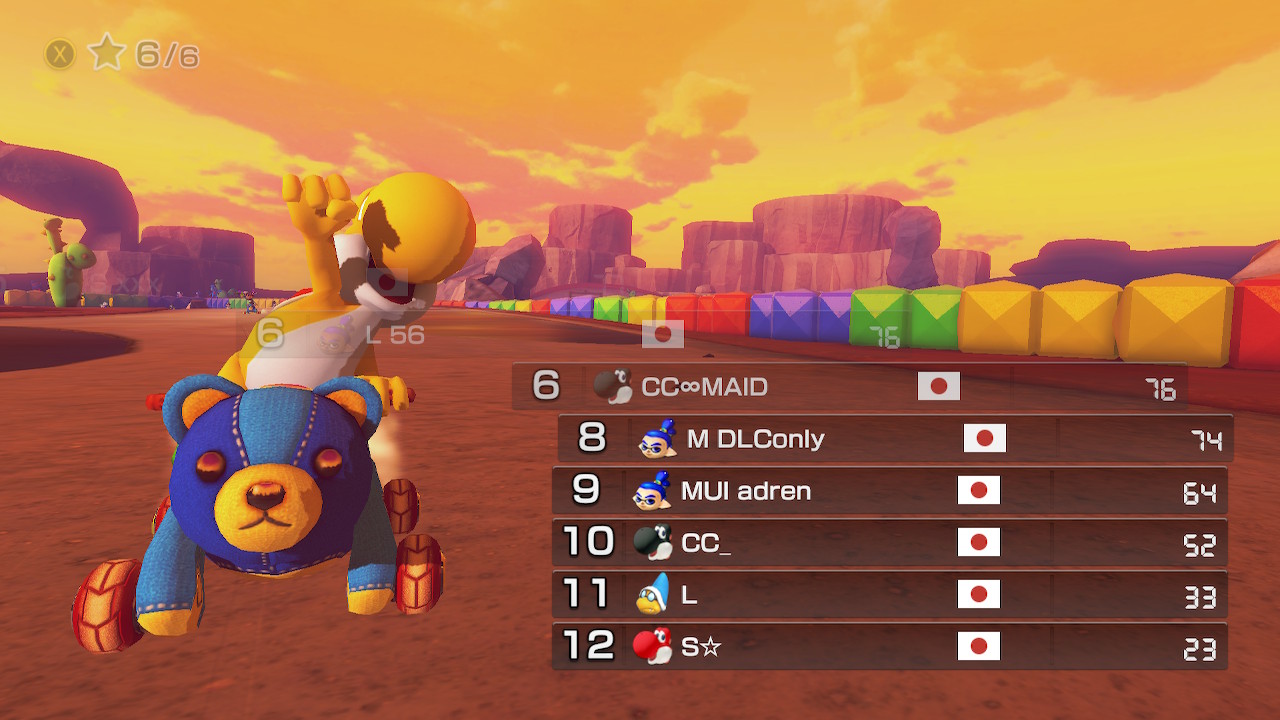 X ☆ 6/6
6 L 56 76
6 CC∞MAID 76
8 M DLConly 74
9 MUI adren 64
10 CC_ 52
11 L 33
12 S☆ 23